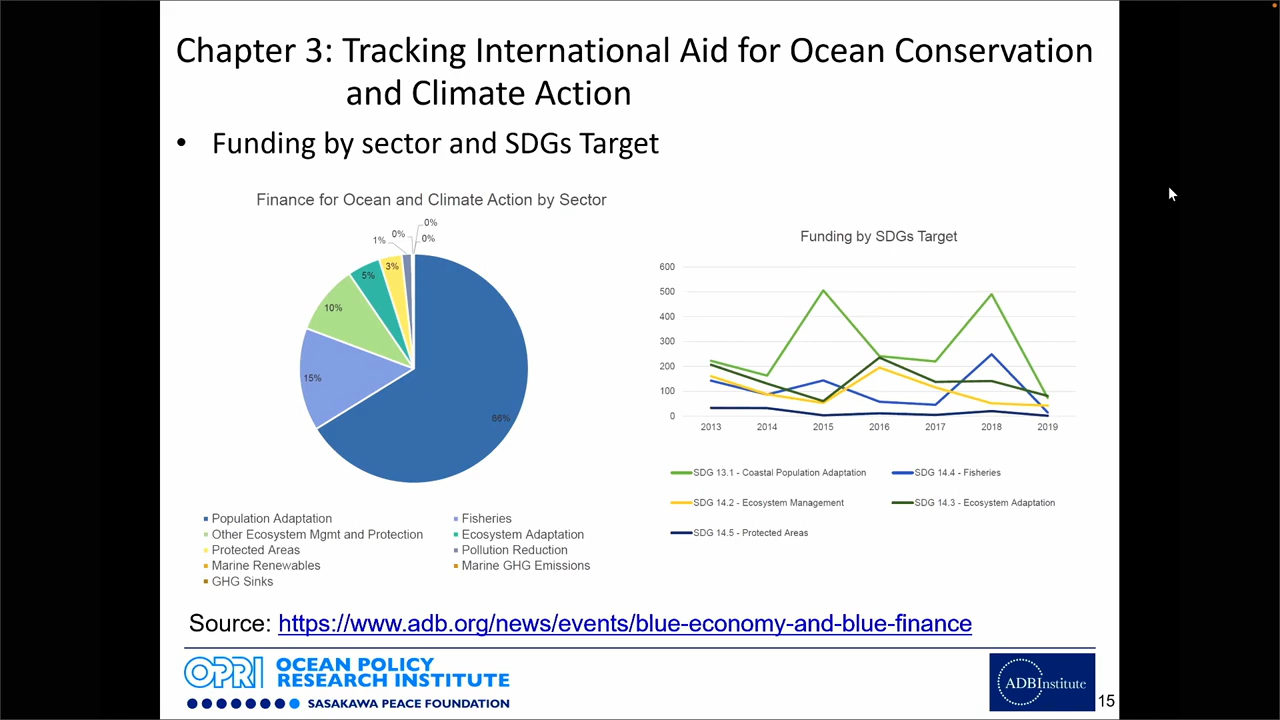 Chapter 3: Tracking International Aid for Ocean Conservation
and Climate Action
• Funding by sector and SDGs Target
Finance for Ocean and Climate Action by Sector
0%
0%
0%
1%
3%
5%
10%
15%
66%
Population Adaptation
Fisheries
Other Ecosystem Mgmt and Protection
Ecosystem Adaptation
Protected Areas
Pollution Reduction
Marine Renewables
Marine GHG Emissions
GHG Sinks
Funding by SDGs Target
600
500
400
300
200
100
0
2013 2014 2015 2016 2017 2018 2019
SDG 13.1 - Coastal Population Adaptation
SDG 14.4 - Fisheries
SDG 14.2 - Ecosystem Management
SDG 14.3 - Ecosystem Adaptation
SDG 14.5 - Protected Areas
Source: https://www.adb.org/news/events/blue-economy-and-blue-finance
OPRI
OCEAN POLICY
RESEARCH INSTITUTE
SASAKAWA PEACE FOUNDATION
ADBInstitute
15